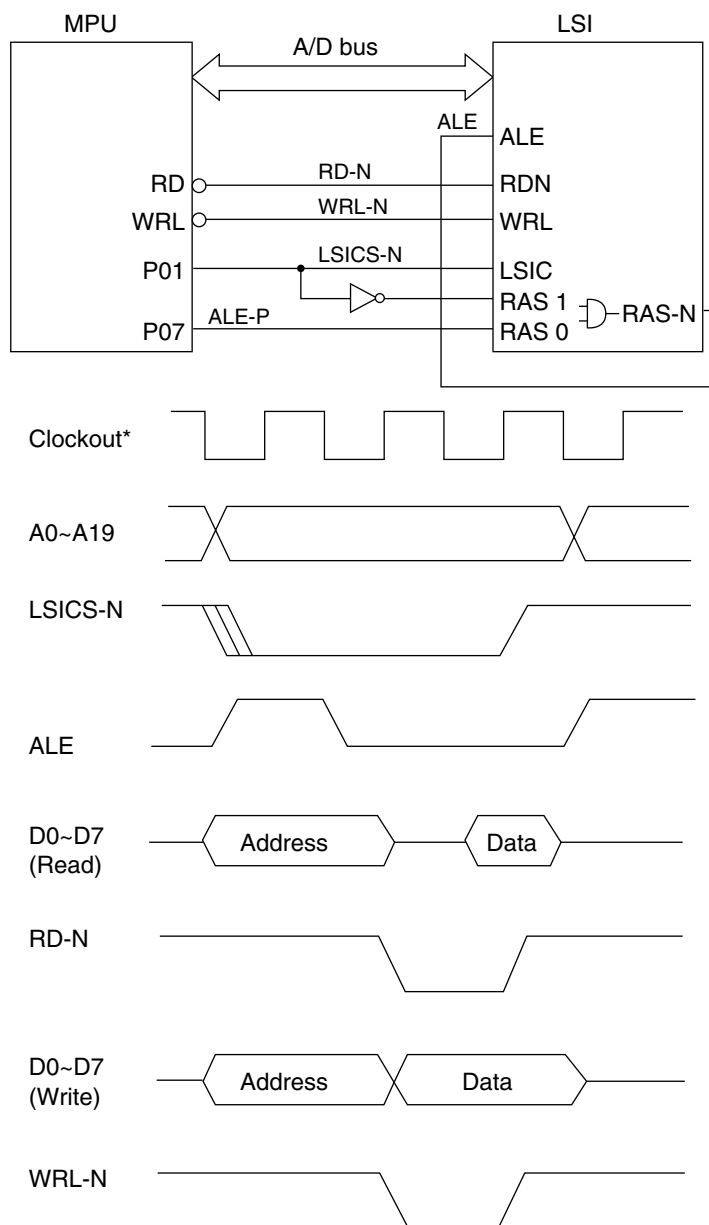 MPU
LSI
A/D bus
ALE
ALE
RD
RD-N
RDN
WRL
WRL-N
WRL
P01
LSICS-N
LSIC
RAS 1
RAS-N
P07
ALE-P
RAS 0
Clockout*
A0~A19
LSICS-N
ALE
D0~D7
(Read)
Address
Data
RD-N
D0~D7
(Write)
Address
Data
WRL-N